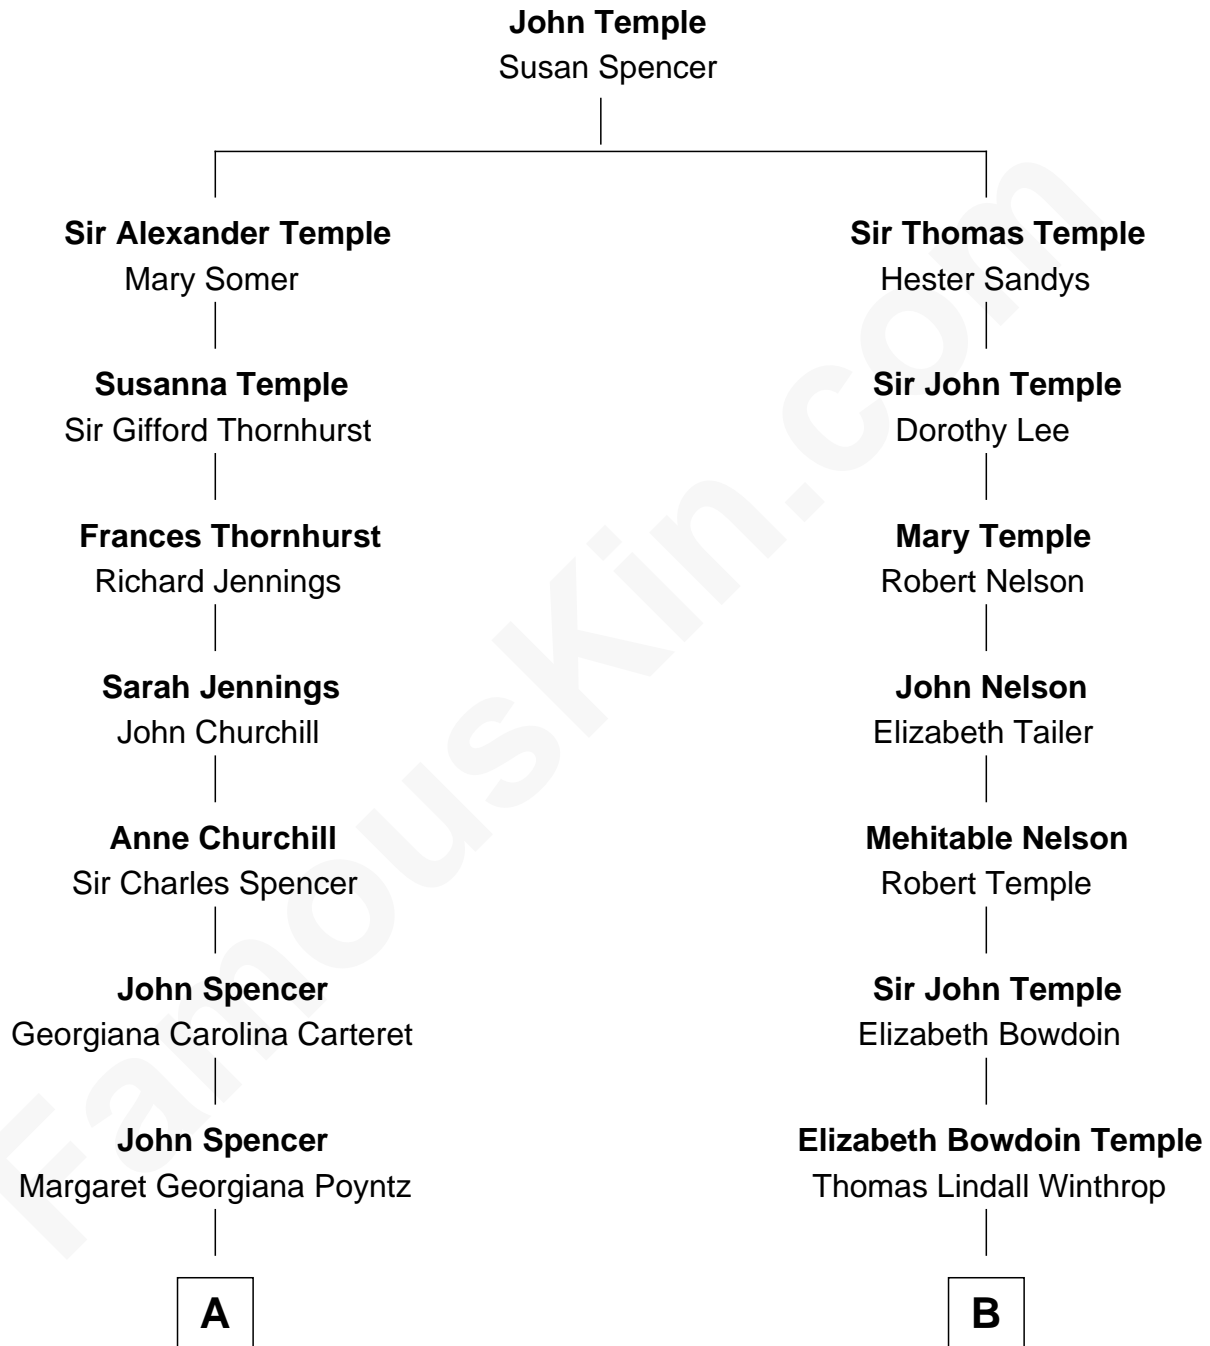 John Temple
Susan Spencer
Sir Alexander Temple
Mary Somer
Sir Thomas Temple
Hester Sandys
Susanna Temple
Sir Gifford Thornhurst
Sir John Temple
Dorothy Lee
Frances Thornhurst
Richard Jennings
Mary Temple
Robert Nelson
Sarah Jennings
John Churchill
John Nelson
Elizabeth Tailer
Anne Churchill
Sir Charles Spencer
Mehitable Nelson
Robert Temple
John Spencer
Georgiana Carolina Carteret
Sir John Temple
Elizabeth Bowdoin
John Spencer
Margaret Georgiana Poyntz
Elizabeth Bowdoin Temple
Thomas Lindall Winthrop
A
B
FamousKin.com